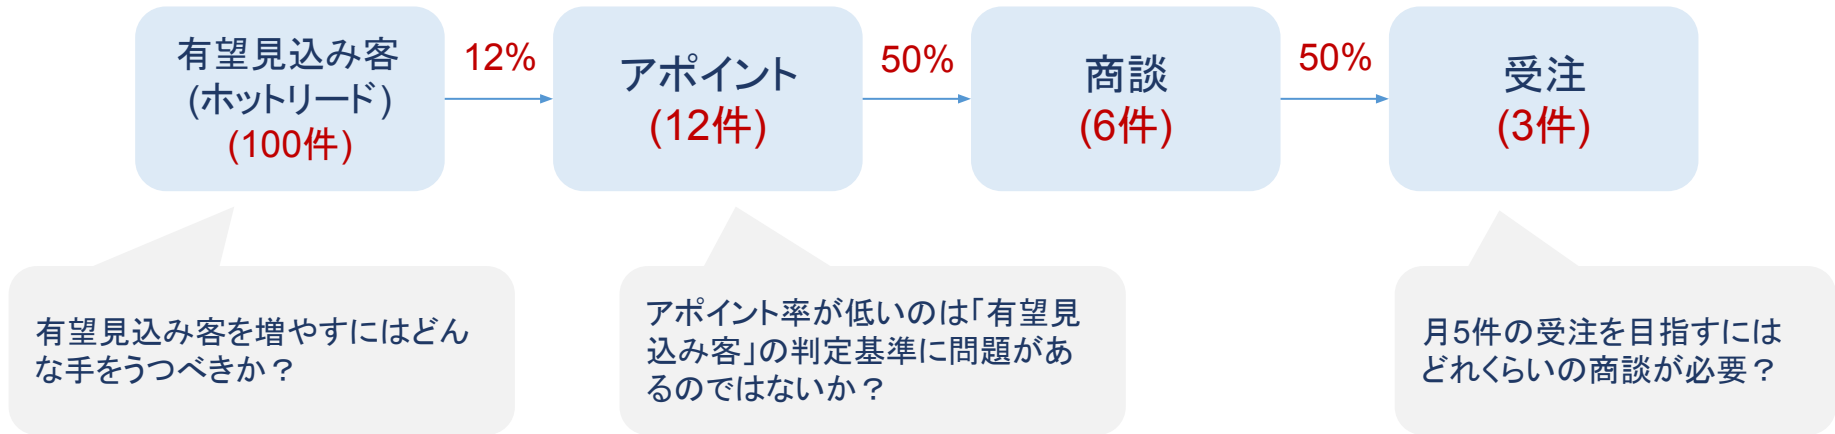 有望見込み客
(ホットリード)
(100件)
12%
アポイント
(12件)
50%
商談
(6件)
50%
受注
(3件)
有望見込み客を増やすにはどん
な手をうつべきか？
アポイント率が低いのは「有望見
込み客」の判定基準に問題があ
るのではないか？
月5件の受注を目指すには
どれくらいの商談が必要？